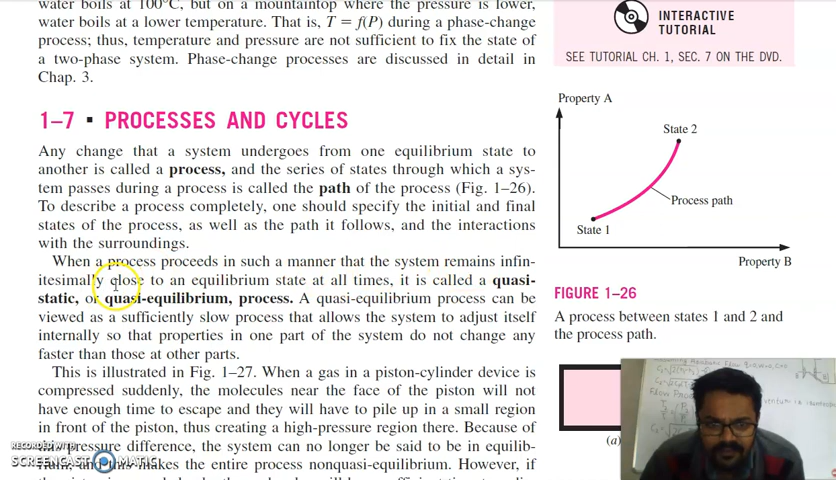 water boils at 100°C, but on a mountaintop where the pressure is lower,
water boils at a lower temperature. That is, T = f(P) during a phase-change
process; thus, temperature and pressure are not sufficient to fix the state of
a two-phase system. Phase-change processes are discussed in detail in
Chap. 3.
1–7 ▪ PROCESSES AND CYCLES
Any change that a system undergoes from one equilibrium state to
another is called a process, and the series of states through which a sys-
tem passes during a process is called the path of the process (Fig. 1–26).
To describe a process completely, one should specify the initial and final
states of the process, as well as the path it follows, and the interactions
with the surroundings.
When a process proceeds in such a manner that the system remains infin-
itesimally close to an equilibrium state at all times, it is called a quasi-
static, or quasi-equilibrium, process. A quasi-equilibrium process can be
viewed as a sufficiently slow process that allows the system to adjust itself
internally so that properties in one part of the system do not change any
faster than those at other parts.
This is illustrated in Fig. 1–27. When a gas in a piston-cylinder device is
compressed suddenly, the molecules near the face of the piston will not
have enough time to escape and they will have to pile up in a small region
in front of the piston, thus creating a high-pressure region there. Because of
pressure difference, the system can no longer be said to be in equilib-
makes the entire process nonquasi-equilibrium. However, if
RECORDED WITH
SCREENCAST MATIC
INTERACTIVE
TUTORIAL
SEE TUTORIAL CH. 1, SEC. 7 ON THE DVD.
Property A
State 2
Process path
State 1
Property B
FIGURE 1–26
A process between states 1 and 2 and
the process path.
(a)